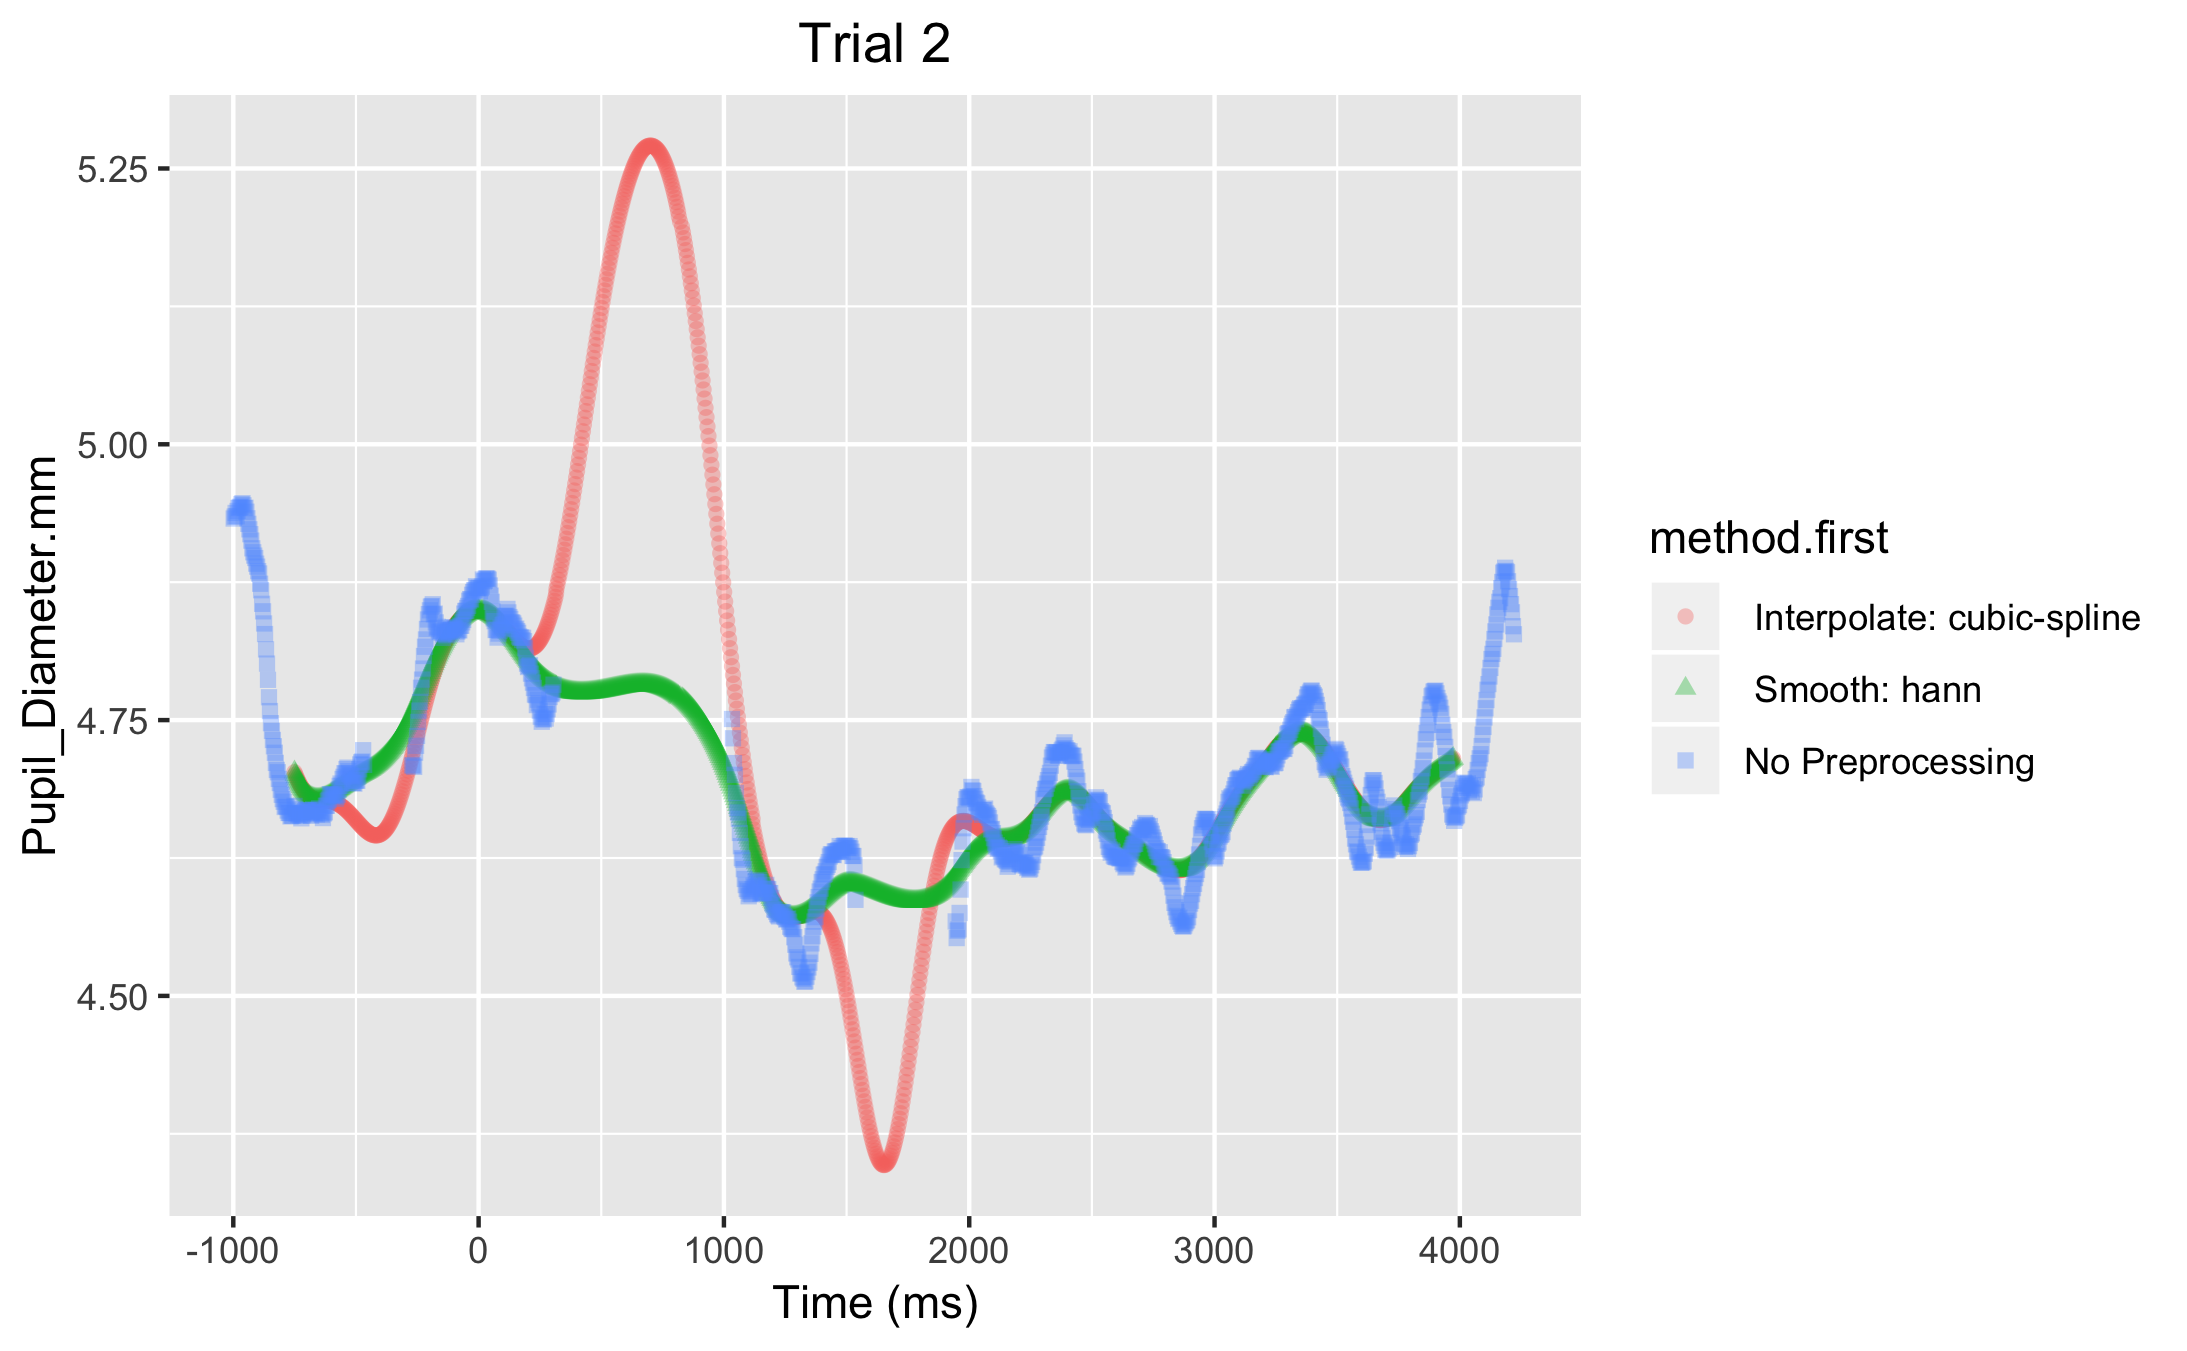 Trial 2
Pupil_Diameter.mm
5.25
5.00
4.75
4.50
-1000 0 1000 2000 3000 4000
Time (ms)
method.first
Interpolate: cubic-spline
Smooth: hann
No Preprocessing